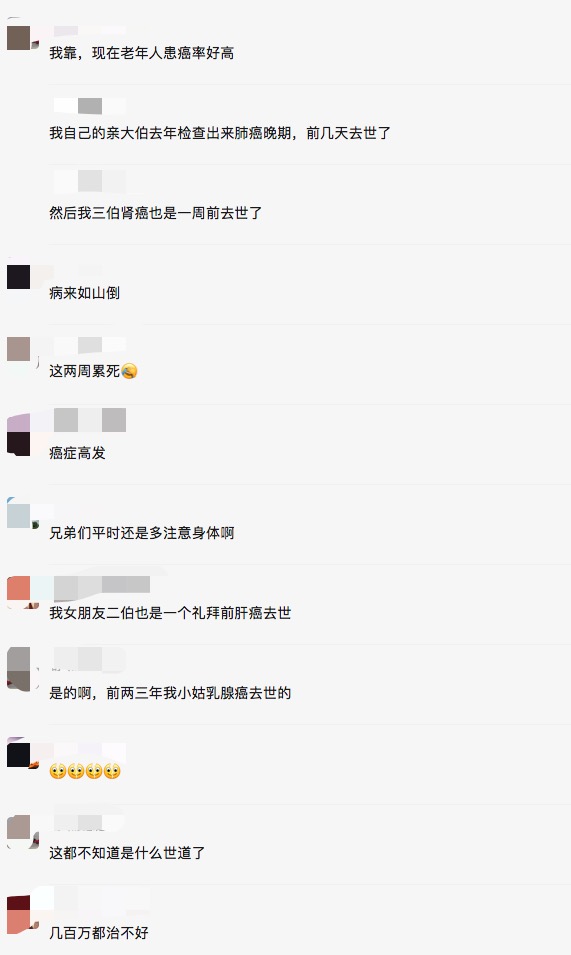 我靠，现在老年人患癌率好高
我自己的亲大伯去年检查出来肺癌晚期，前几天去世了
然后我三伯肾癌也是一周前去世了
病来如山倒
这两周累死
癌症高发
兄弟们平时还是多注意身体啊
我女朋友二伯也是一个礼拜前肝癌去世
是的啊，前两三年我小姑乳腺癌去世的
这都不知道是什么世道了
几百万都治不好